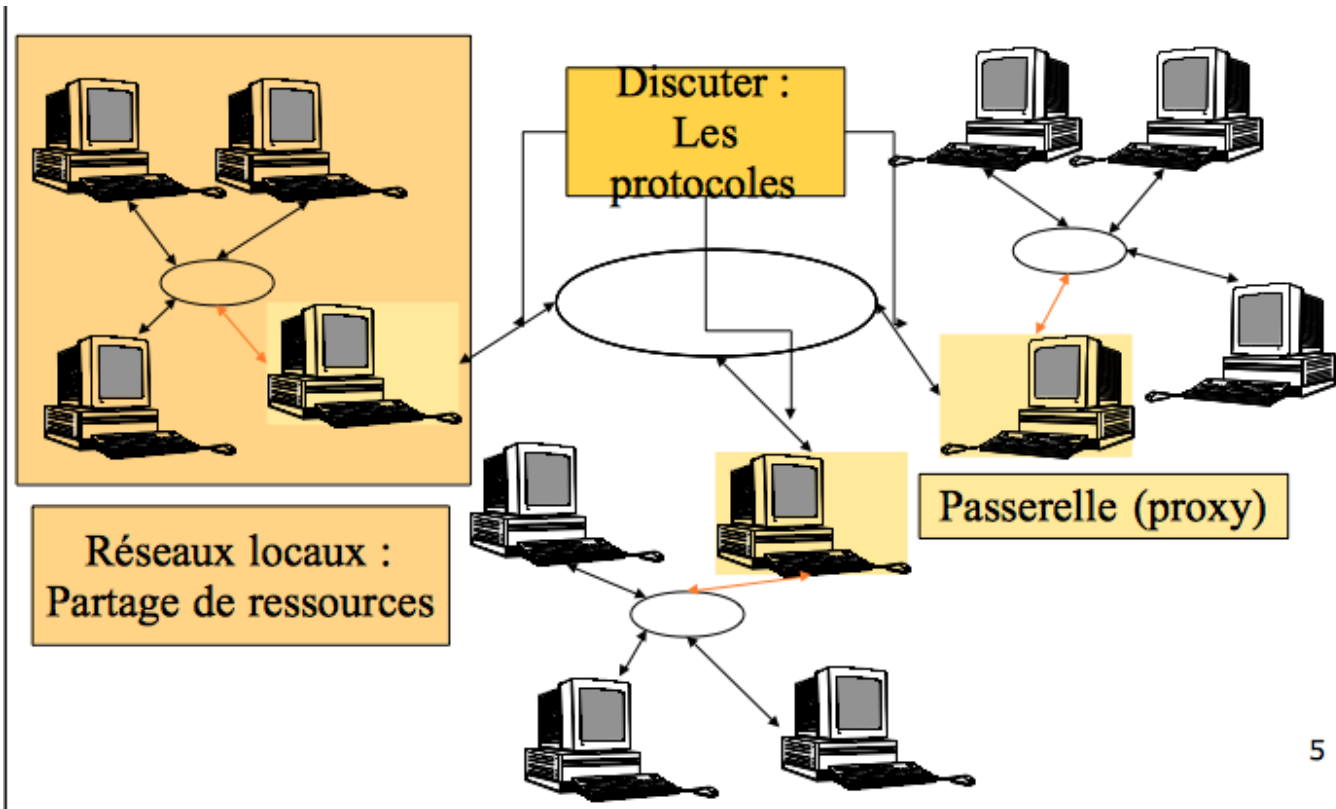 Discuter :
Les
protocoles
Réseaux locaux :
Partage de ressources
Passerelle (proxy)
5